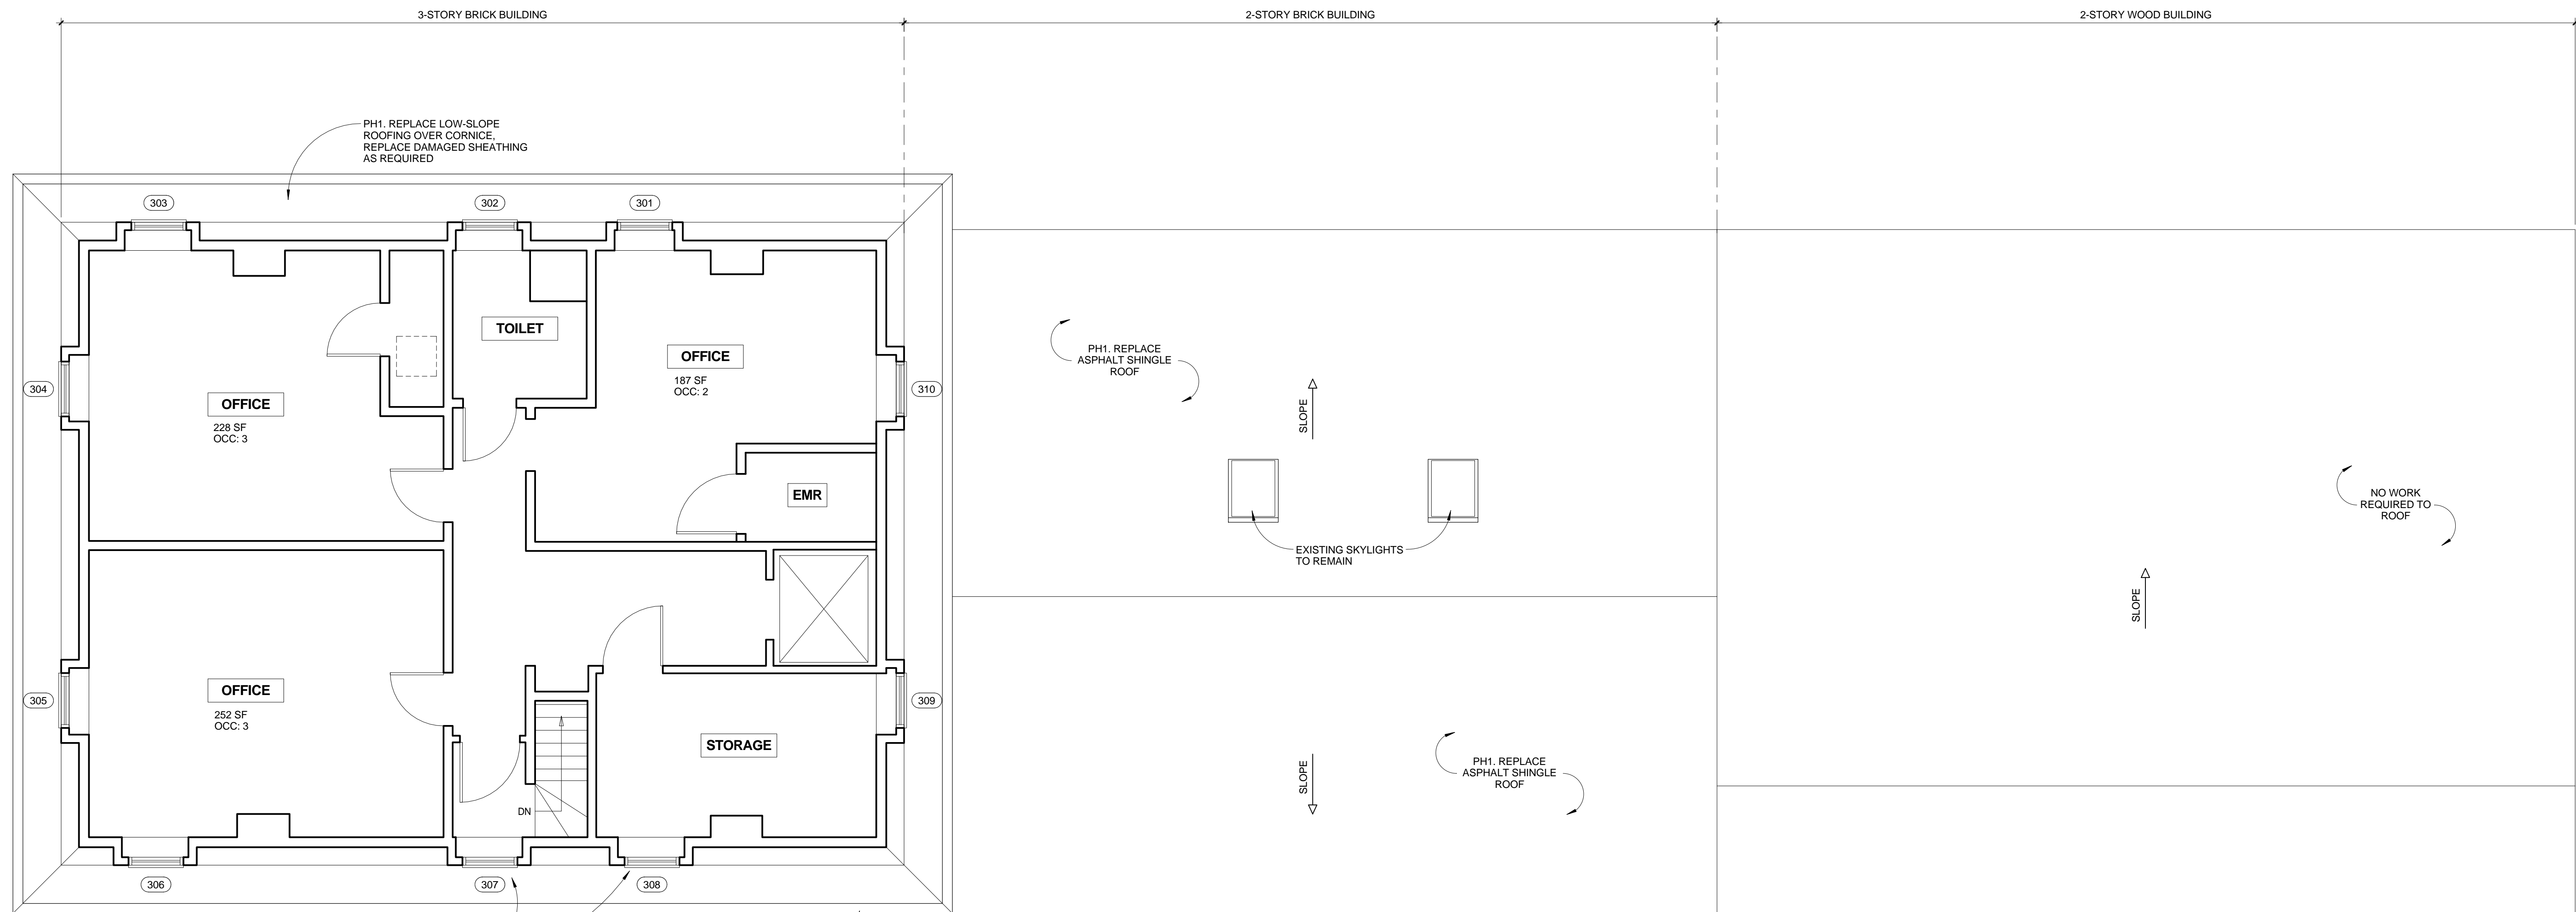 3-STORY BRICK BUILDING
2-STORY BRICK BUILDING
2-STORY WOOD BUILDING
PH1. REPLACE LOW-SLOPE
ROOFING OVER CORNICE,
REPLACE DAMAGED SHEATHING
AS REQUIRED
303
302
301
TOILET
OFFICE
187 SF
OCC: 2
304
OFFICE
228 SF
OCC: 3
310
EMR
PH1. REPLACE
ASPHALT SHINGLE
ROOF
SLOPE
EXISTING SKYLIGHTS
TO REMAIN
NO WORK
REQUIRED TO
ROOF
SLOPE
305
OFFICE
252 SF
OCC: 3
309
STORAGE
DN
SLOPE
PH1. REPLACE
ASPHALT SHINGLE
ROOF
306
307
308